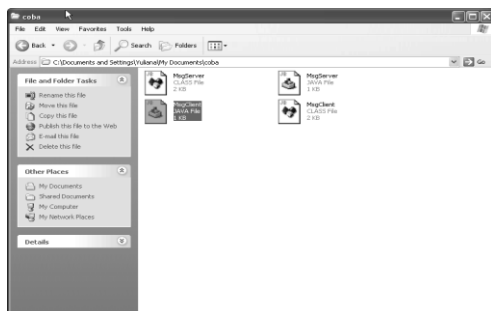 coba
File Edit View Favorites Tools Help
Back Search Folders
Address C:\Documents and Settings\Yuliana\My Documents\coba Go
File and Folder Tasks
Rename this file
Move this file
Copy this file
Publish this file to the Web
E-mail this file
Delete this file
Other Places
My Documents
Shared Documents
My Computer
My Network Places
Details
MsgServer
CLASS File
2 KB
MsgServer
JAVA File
1 KB
MsgClient
JAVA File
1 KB
MsgClient
CLASS File
2 KB